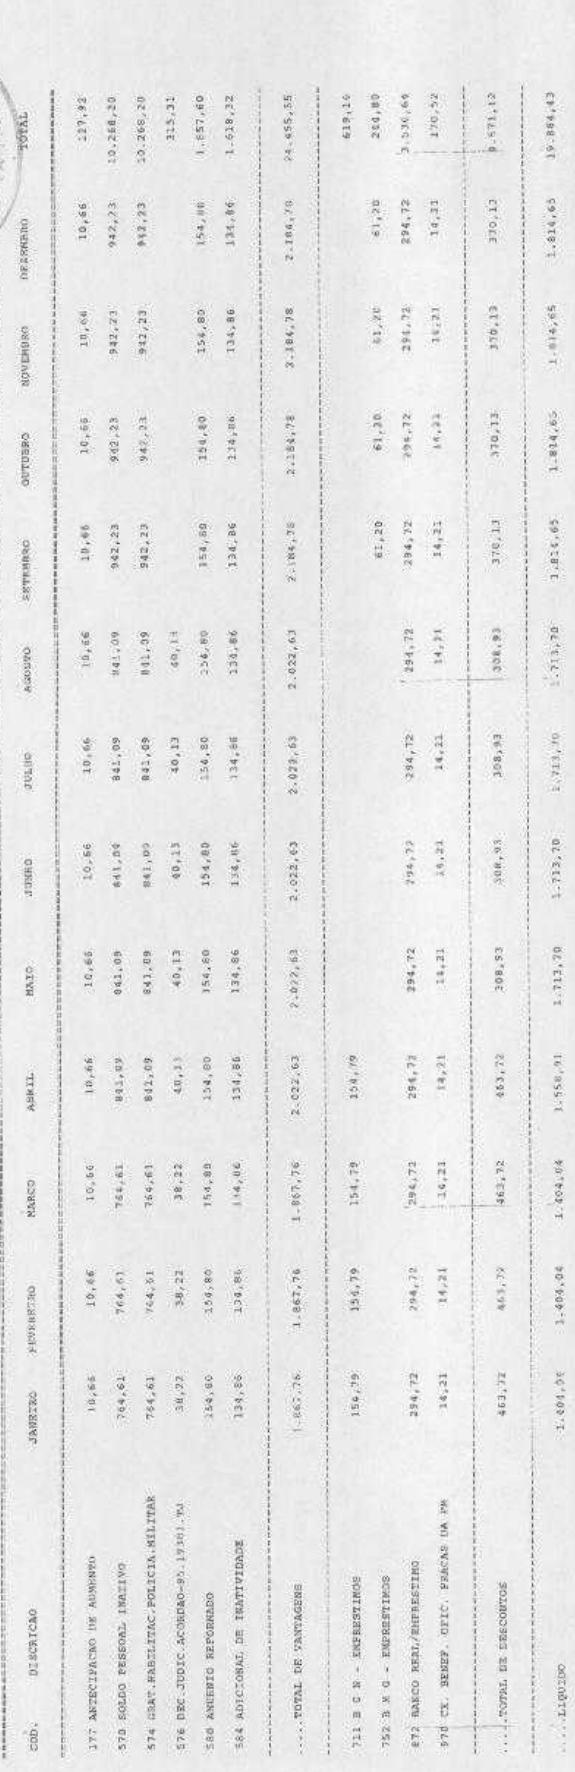 COD. DISCRICAO JANEIRO FEVEREIRO MARCO ABRIL MAIO JUNHO JULHO AGOSTO SETEMBRO OUTUBRO NOVEMBRO DEZEMBRO TOTAL
177 ANTECIPACAO DE AUMENTO 10,66 10,66 10,66 10,66 10,66 10,66 10,66 10,66 10,66 10,66 10,66 10,66 127,92
570 SOLDO PESSOAL INATIVO 764,61 764,61 764,61 841,09 841,09 841,09 841,09 841,09 942,23 942,23 942,23 942,23 10.268,20
574 GRAT.HABILITAC.POLICIA.MILITAR 764,61 764,61 764,61 841,09 841,09 841,09 841,09 841,09 942,23 942,23 942,23 942,23 10.268,20
576 DEC.JUDIC.ACORDAO-85.19381.TJ 38,22 38,22 38,22 40,13 40,13 40,13 40,13 40,13 315,31
580 ANUENIO REFORMADO 154,80 154,80 154,80 154,80 154,80 154,80 154,80 154,80 154,80 154,80 154,80 154,80 1.857,60
584 ADICIONAL DE INATIVIDADE 134,86 134,86 134,86 134,86 134,86 134,86 134,86 134,86 134,86 134,86 134,86 134,86 1.618,32
.....TOTAL DE VANTAGENS 1.867,76 1.867,76 1.867,76 2.022,63 2.022,63 2.022,63 2.022,63 2.022,63 2.184,78 2.184,78 2.184,78 2.184,78 24.455,55
711 B C N - EMPRESTIMOS 154,79 154,79 154,79 154,79 619,16
752 B M G - EMPRESTIMOS 61,20 61,20 61,20 61,20 244,80
872 BANCO REAL/EMPRESTIMO 294,72 294,72 294,72 294,72 294,72 294,72 294,72 294,72 294,72 294,72 294,72 294,72 3.536,64
970 CX. BENEF. OFIC. PRACAS DA PM 14,21 14,21 14,21 14,21 14,21 14,21 14,21 14,21 14,21 14,21 14,21 14,21 170,52
.....TOTAL DE DESCONTOS 463,72 463,72 463,72 463,72 308,93 308,93 308,93 308,93 370,13 370,13 370,13 370,13 4.571,12
.....LIQUIDO 1.404,04 1.404,04 1.404,04 1.558,91 1.713,70 1.713,70 1.713,70 1.713,70 1.814,65 1.814,65 1.814,65 1.814,65 19.884,43